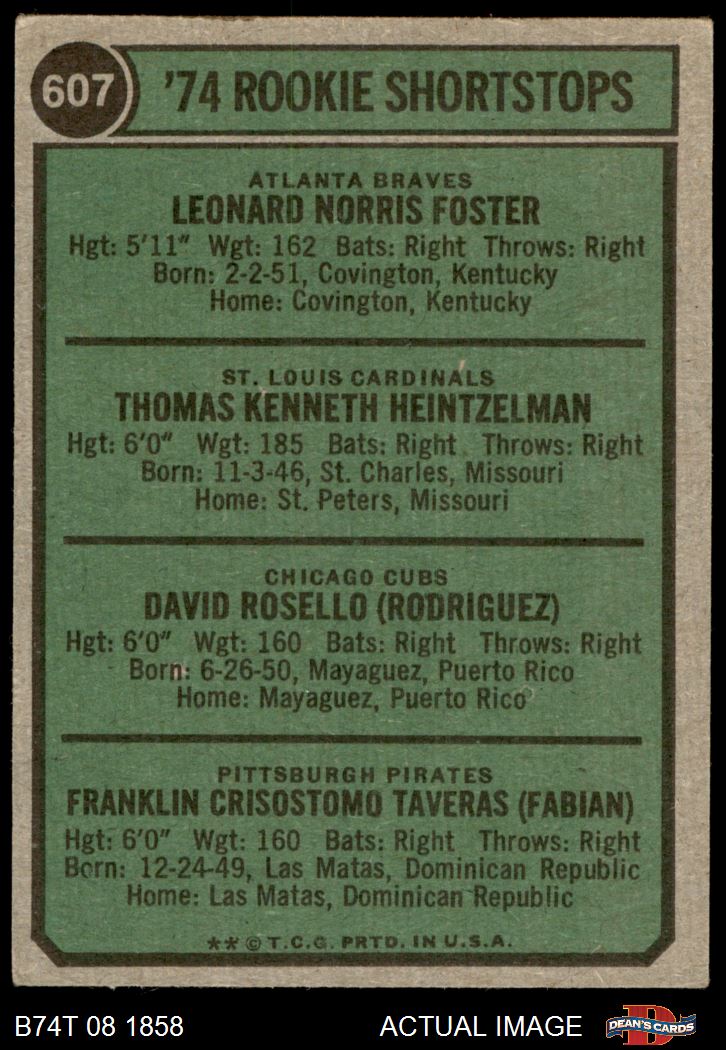 607
'74 ROOKIE SHORTSTOPS
ATLANTA BRAVES
LEONARD NORRIS FOSTER
Hgt: 5'11" Wgt: 162 Bats: Right Throws: Right
Born: 2-2-51, Covington, Kentucky
Home: Covington, Kentucky
ST. LOUIS CARDINALS
THOMAS KENNETH HEINTZELMAN
Hgt: 6'0" Wgt: 185 Bats: Right Throws: Right
Born: 11-3-46, St. Charles, Missouri
Home: St. Peters, Missouri
CHICAGO CUBS
DAVID ROSELLO (RODRIGUEZ)
Hgt: 6'0" Wgt: 160 Bats: Right Throws: Right
Born: 6-26-50, Mayaguez, Puerto Rico
Home: Mayaguez, Puerto Rico
PITTSBURGH PIRATES
FRANKLIN CRISOSTOMO TAVERAS (FABIAN)
Hgt: 6'0" Wgt: 160 Bats: Right Throws: Right
Born: 12-24-49, Las Matas, Dominican Republic
Home: Las Matas, Dominican Republic
** © T.C.G. PRTD. IN U.S.A.
B74T 08 1858 ACTUAL IMAGE D DEAN'S CARDS